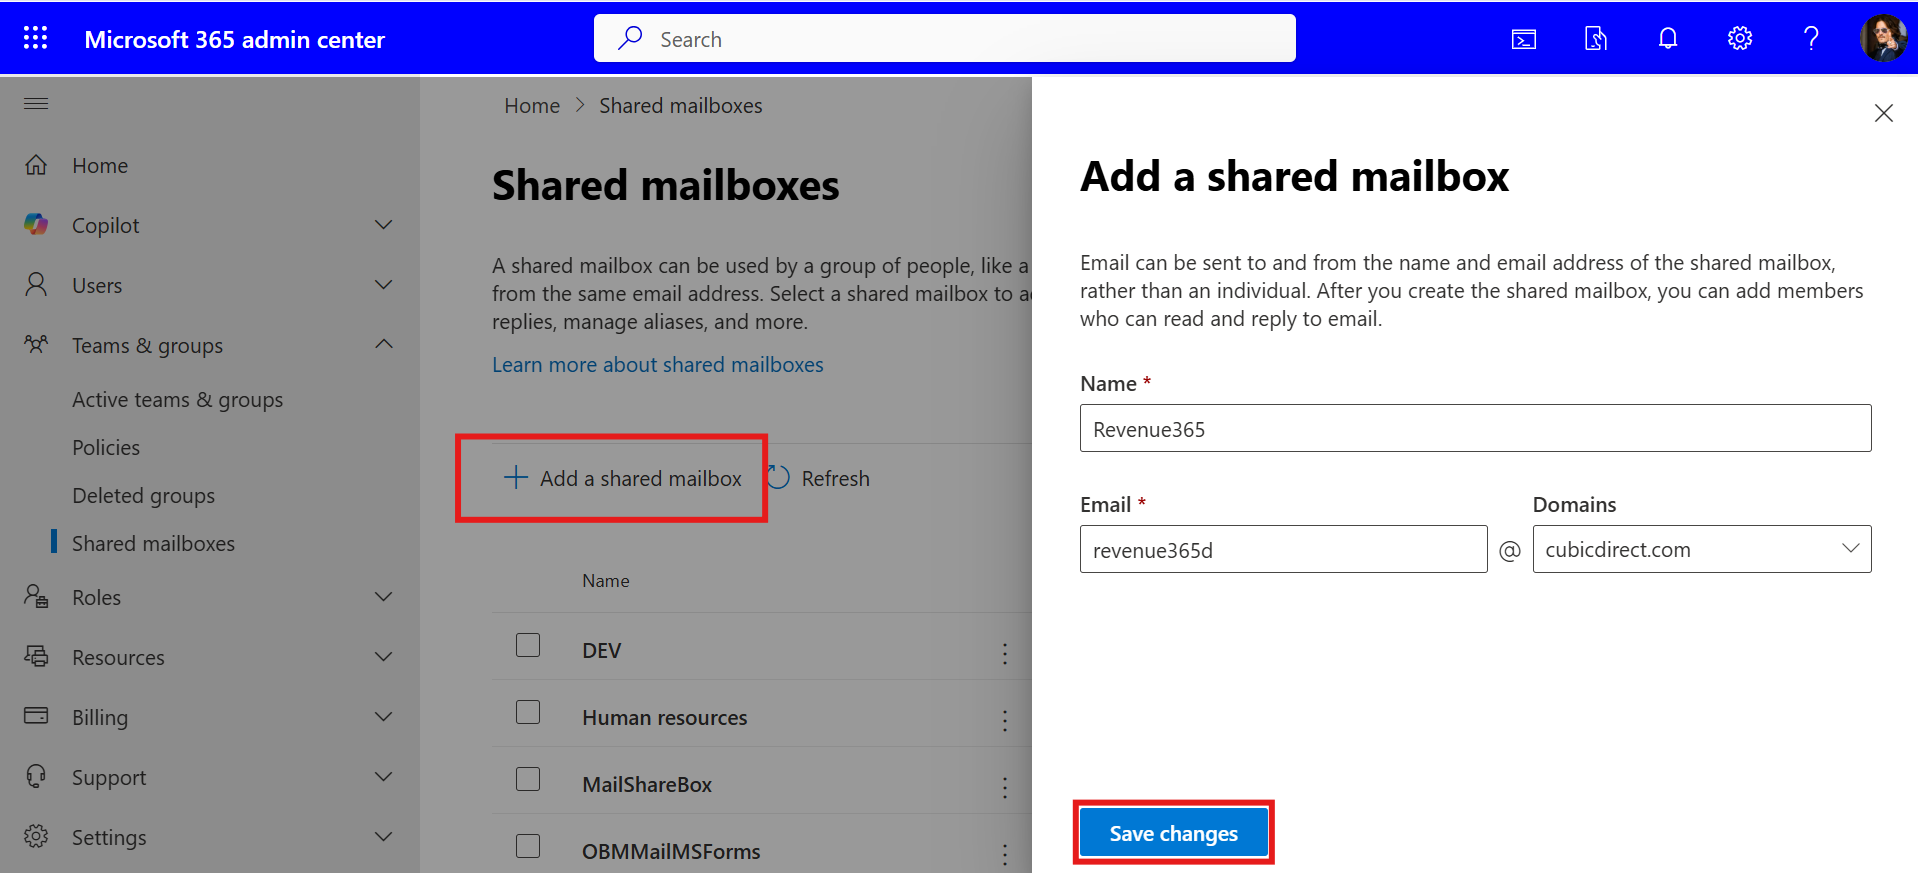 Microsoft 365 admin center
Search
Home
Copilot
Users
Teams & groups
Active teams & groups
Policies
Deleted groups
Shared mailboxes
Roles
Resources
Billing
Support
Settings
Home > Shared mailboxes
Shared mailboxes
A shared mailbox can be used by a group of people, like a
from the same email address. Select a shared mailbox to a
replies, manage aliases, and more.
Learn more about shared mailboxes
Add a shared mailbox
Refresh
Name
DEV
Human resources
MailShareBox
OBMMailMSForms
Add a shared mailbox
Email can be sent to and from the name and email address of the shared mailbox,
rather than an individual. After you create the shared mailbox, you can add members
who can read and reply to email.
Name *
Revenue365
Email *
Domains
revenue365d @ cubicdirect.com
Save changes